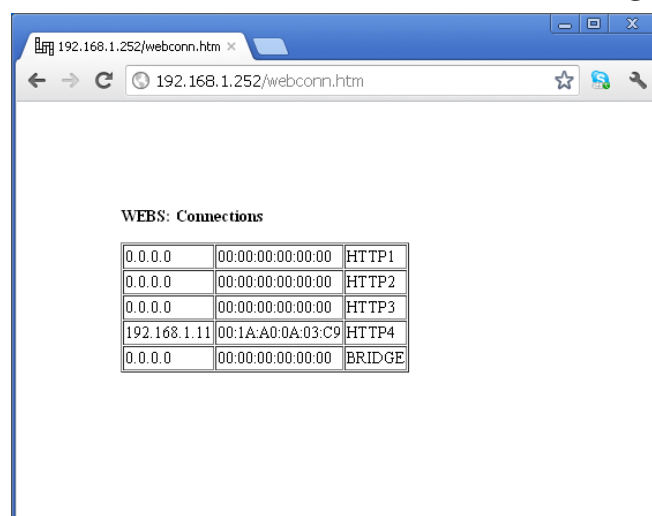 192.168.1.252/webconn.htm
192.168.1.252/webconn.htm
WEBS: Connections
0.0.0.0 00:00:00:00:00:00 HTTP1
0.0.0.0 00:00:00:00:00:00 HTTP2
0.0.0.0 00:00:00:00:00:00 HTTP3
192.168.1.11 00:1A:A0:0A:03:C9 HTTP4
0.0.0.0 00:00:00:00:00:00 BRIDGE